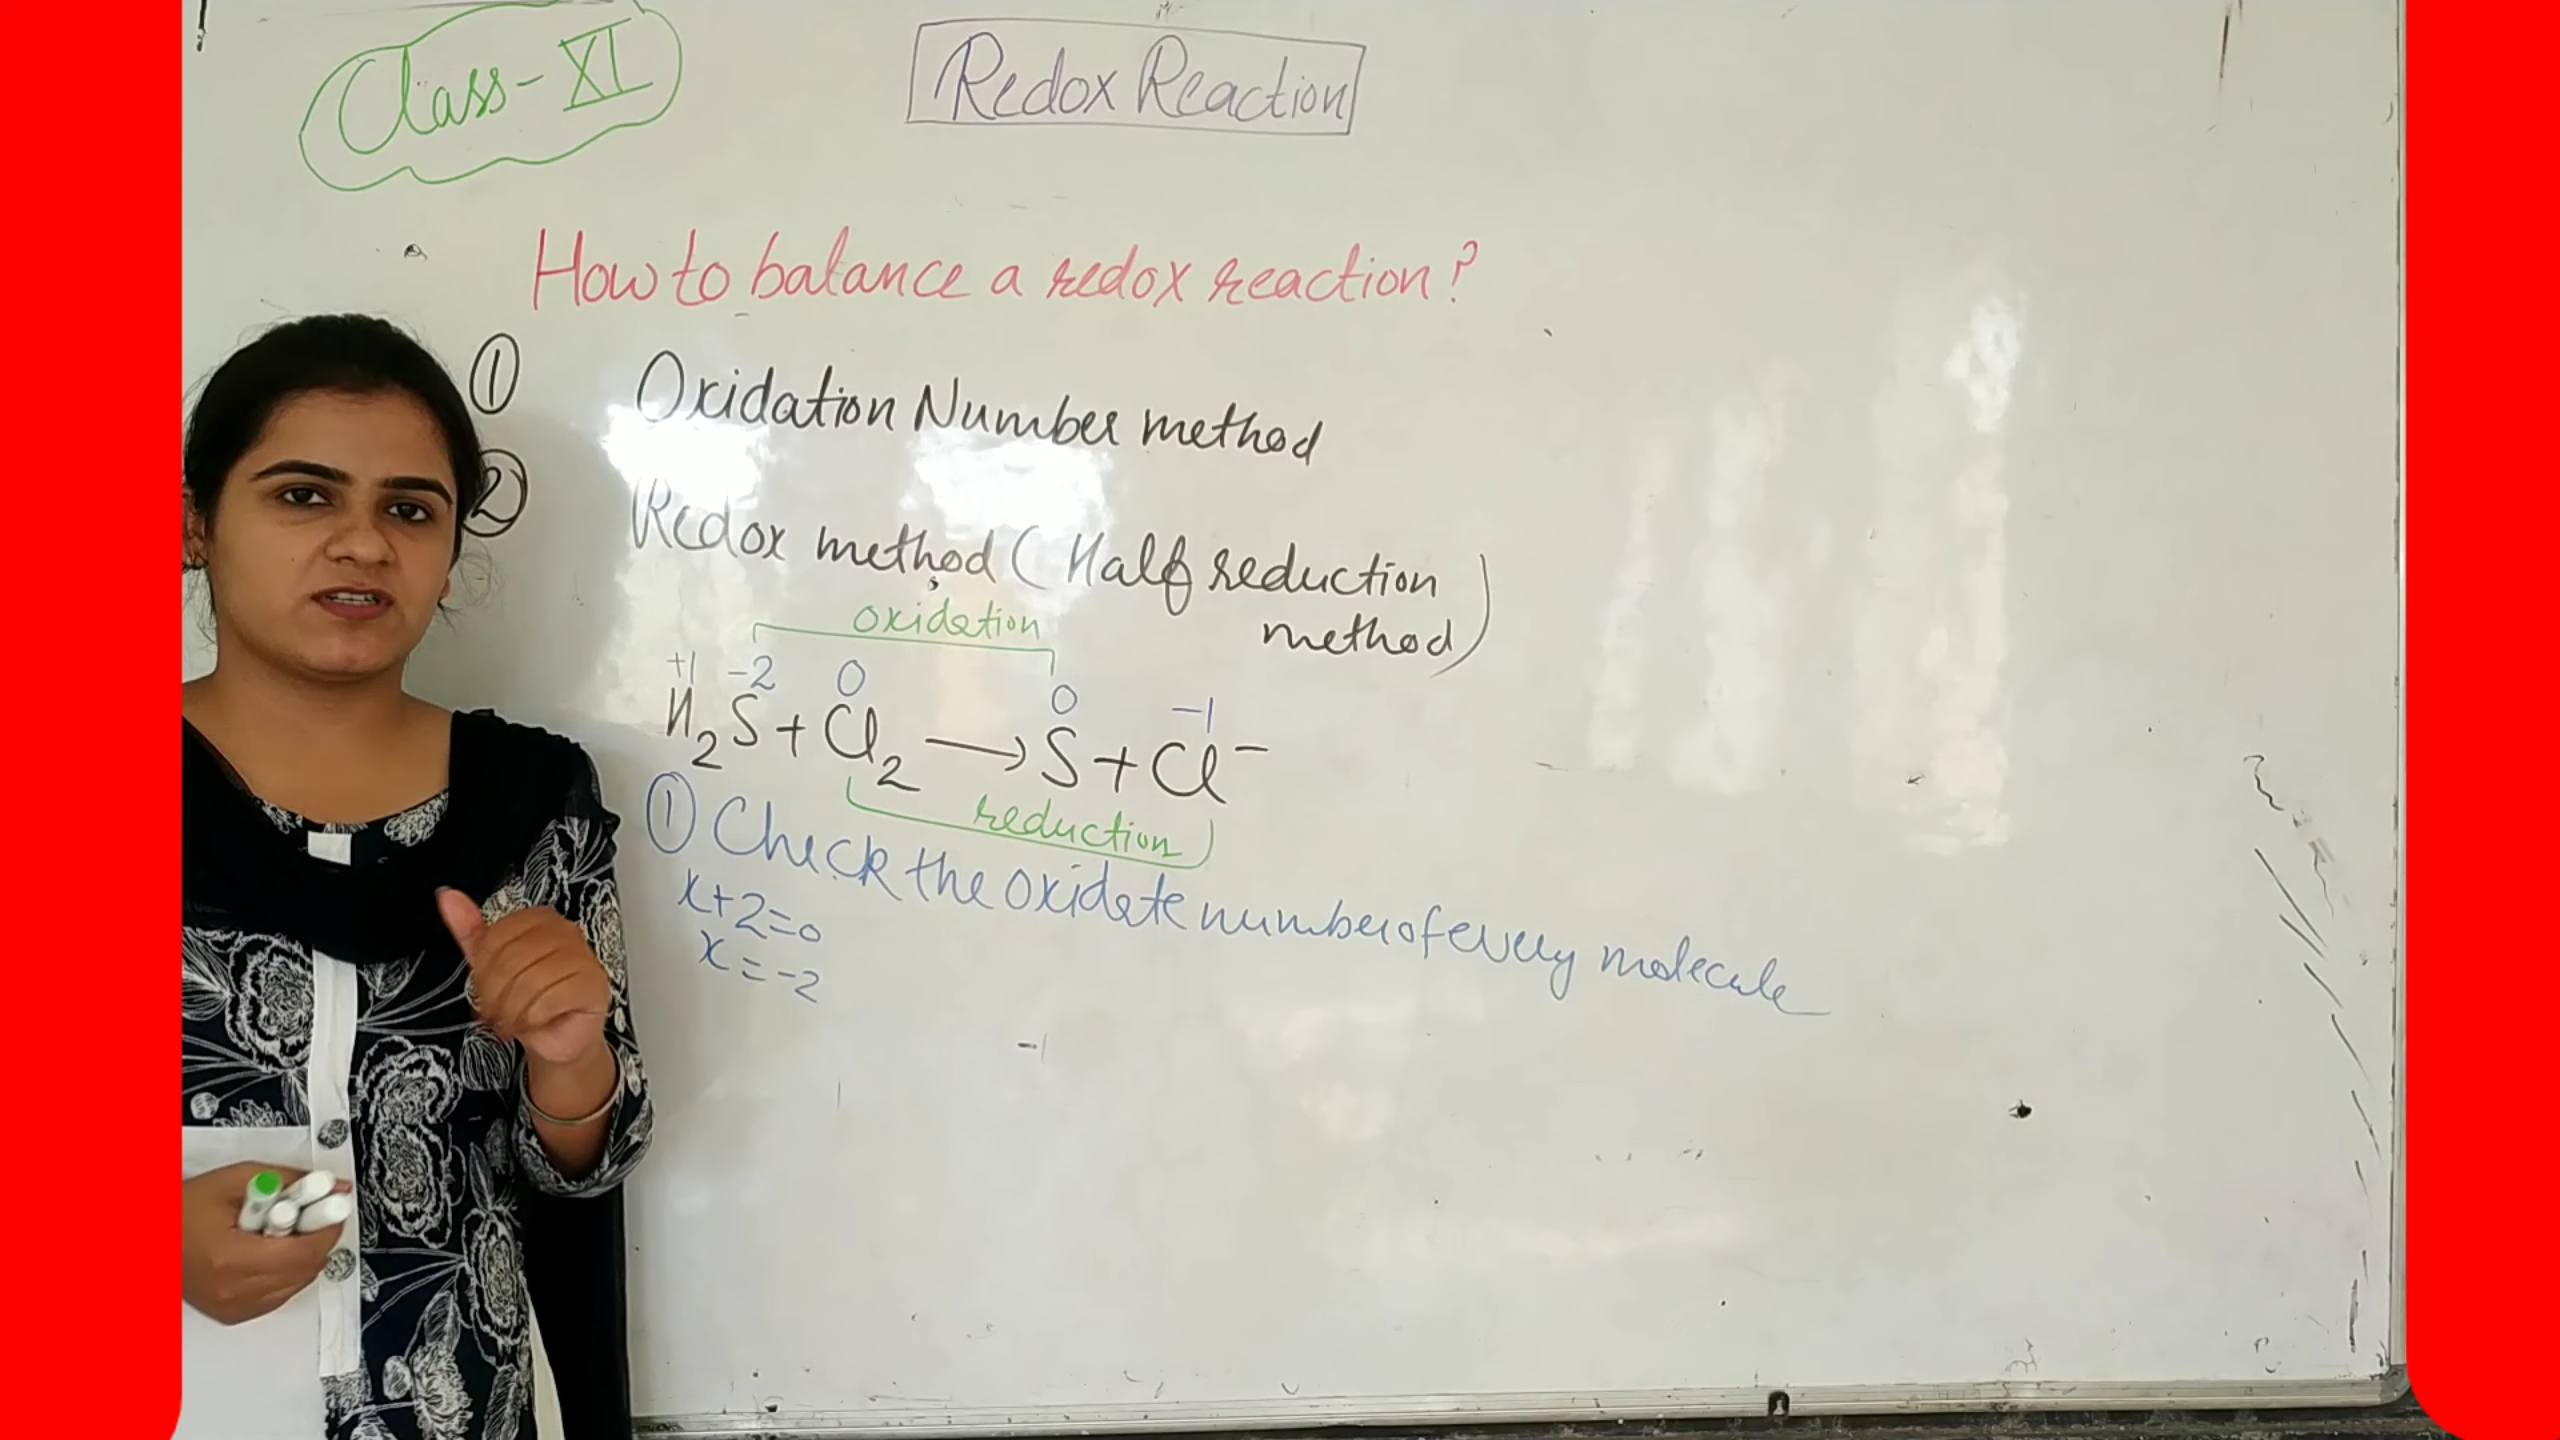 Class-XI
Redox Reaction
How to balance a redox reaction?
① Oxidation Number method
② Redox method (Half reduction
method)
oxidation
+1 -2 0 0 -1
H₂S + Cl₂ → S + Cl⁻
reduction
① Check the oxidate number of every molecule
x+2=0
x=-2